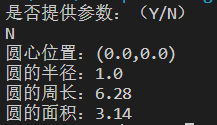 是否提供参数：（Y/N）
N
圆心位置：(0.0,0.0)
圆的半径：1.0
圆的周长：6.28
圆的面积：3.14